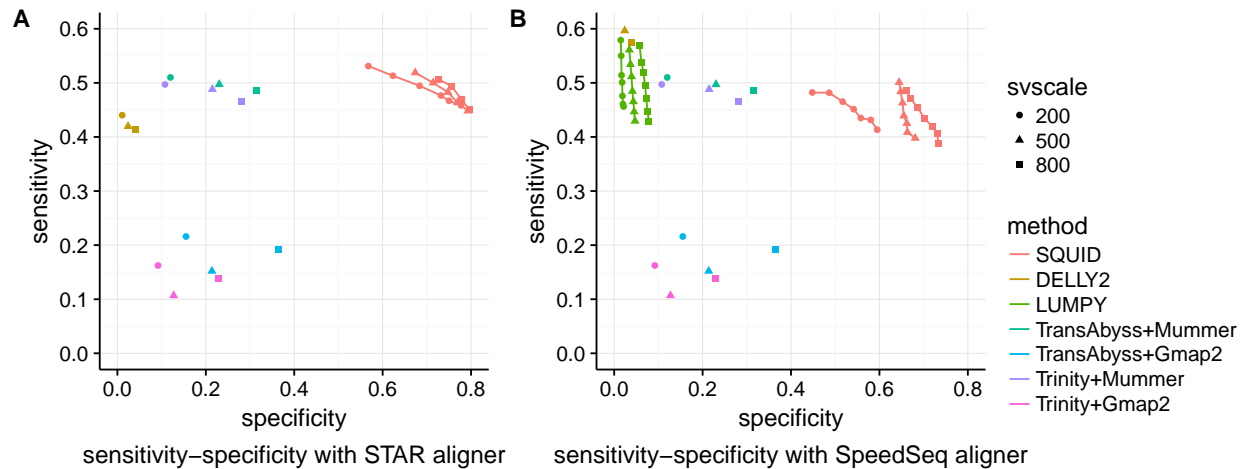 A
0.6
0.5
0.4
0.3
0.2
0.1
0.0
sensitivity
0.0 0.2 0.4 0.6 0.8
specificity
sensitivity−specificity with STAR aligner
B
0.6
0.5
0.4
0.3
0.2
0.1
0.0
sensitivity
0.0 0.2 0.4 0.6 0.8
specificity
sensitivity−specificity with SpeedSeq aligner
svscale
200
500
800
method
SQUID
DELLY2
LUMPY
TransAbyss+Mummer
TransAbyss+Gmap2
Trinity+Mummer
Trinity+Gmap2